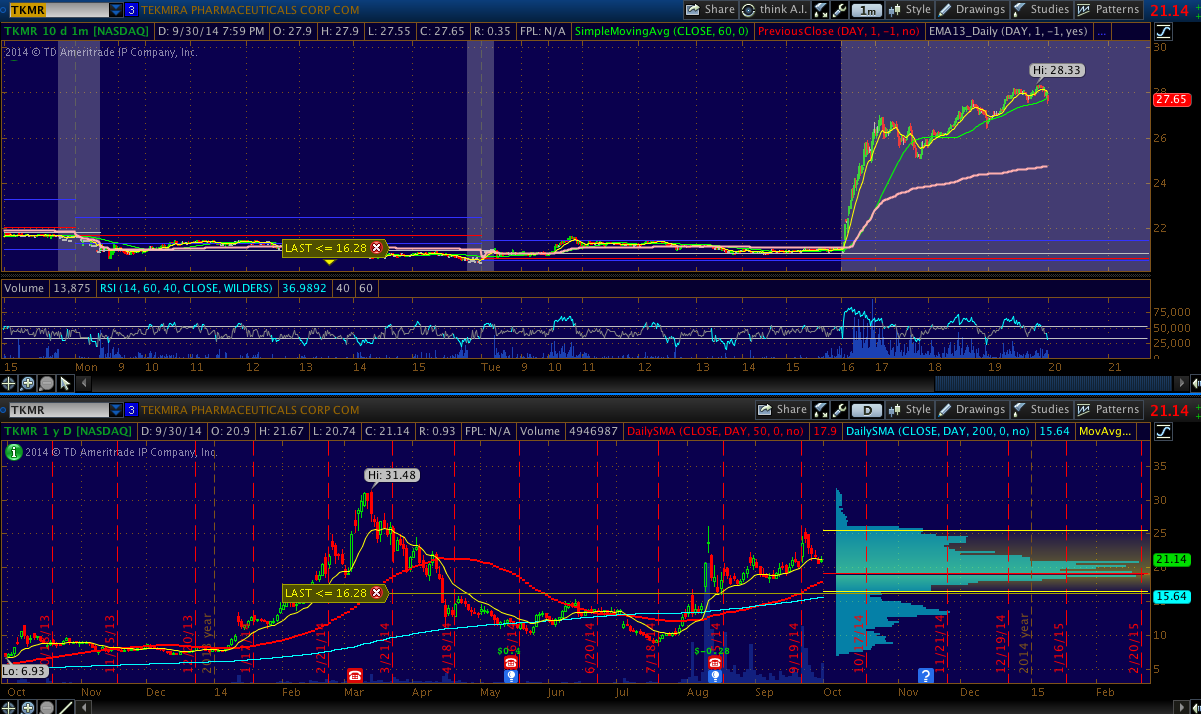 TKMR 3 TEKMIRA PHARMACEUTICALS CORP COM Share think A.I. 1m Style Drawings Studies Patterns 21.14
TKMR 10 d 1m [NASDAQ] D: 9/30/14 7:59 PM O: 27.9 H: 27.9 L: 27.55 C: 27.65 R: 0.35 FPL: N/A SimpleMovingAvg (CLOSE, 60, 0) PreviousClose (DAY, 1, -1, no) EMA13_Daily (DAY, 1, -1, yes) ...
2014 © TD Ameritrade IP Company, Inc.
30
Hi: 28.33
28
27.65
26
24
22
LAST <= 16.28
Volume 13,875 RSI (14, 60, 40, CLOSE, WILDERS) 36.9892 40 60
75,000
50,000
25,000
0
15 Mon 9 10 11 12 13 14 15 Tue 9 10 11 12 13 14 15 16 16 17 18 19 20 21
TKMR 3 TEKMIRA PHARMACEUTICALS CORP COM Share D Style Drawings Studies Patterns 21.14
TKMR 1 y D [NASDAQ] D: 9/30/14 O: 20.9 H: 21.67 L: 20.74 C: 21.14 R: 0.93 FPL: N/A Volume 4946987 DailySMA (CLOSE, DAY, 50, 0, no) 17.9 DailySMA (CLOSE, DAY, 200, 0, no) 15.64 MovAvg...
2014 © TD Ameritrade IP Company, Inc.
35
Hi: 31.48
30
25
21.14
20
LAST <= 16.28
15.64
10
5
2/21/14
3/21/14
4/18/14
6/20/14
9/19/14
10/17/14
11/21/14
12/19/14
2014 year
1/16/15
2/20/15
$-0.28
Lo: 6.93
Oct Nov Dec 14 Feb Mar Apr May Jun Jul Aug Sep Oct Nov Dec 15 Feb